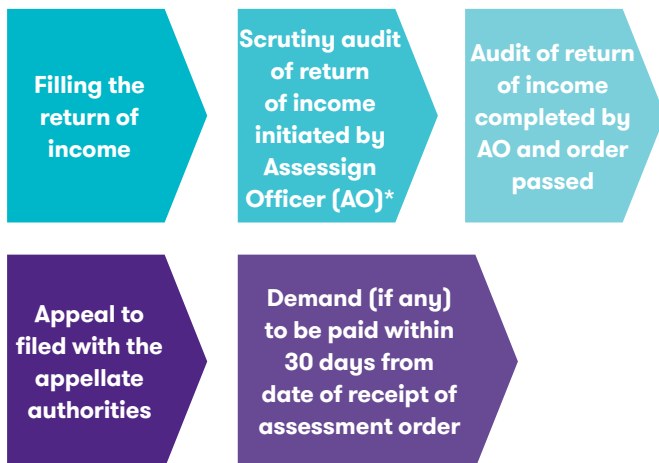 Filling the
return of
income
Scrutiny audit
of return
of income
initiated by
Assessign
Officer (AO)*
Audit of return
of income
completed by
AO and order
passed
Appeal to
filed with the
appellate
authorities
Demand (if any)
to be paid within
30 days from
date of receipt of
assessment order